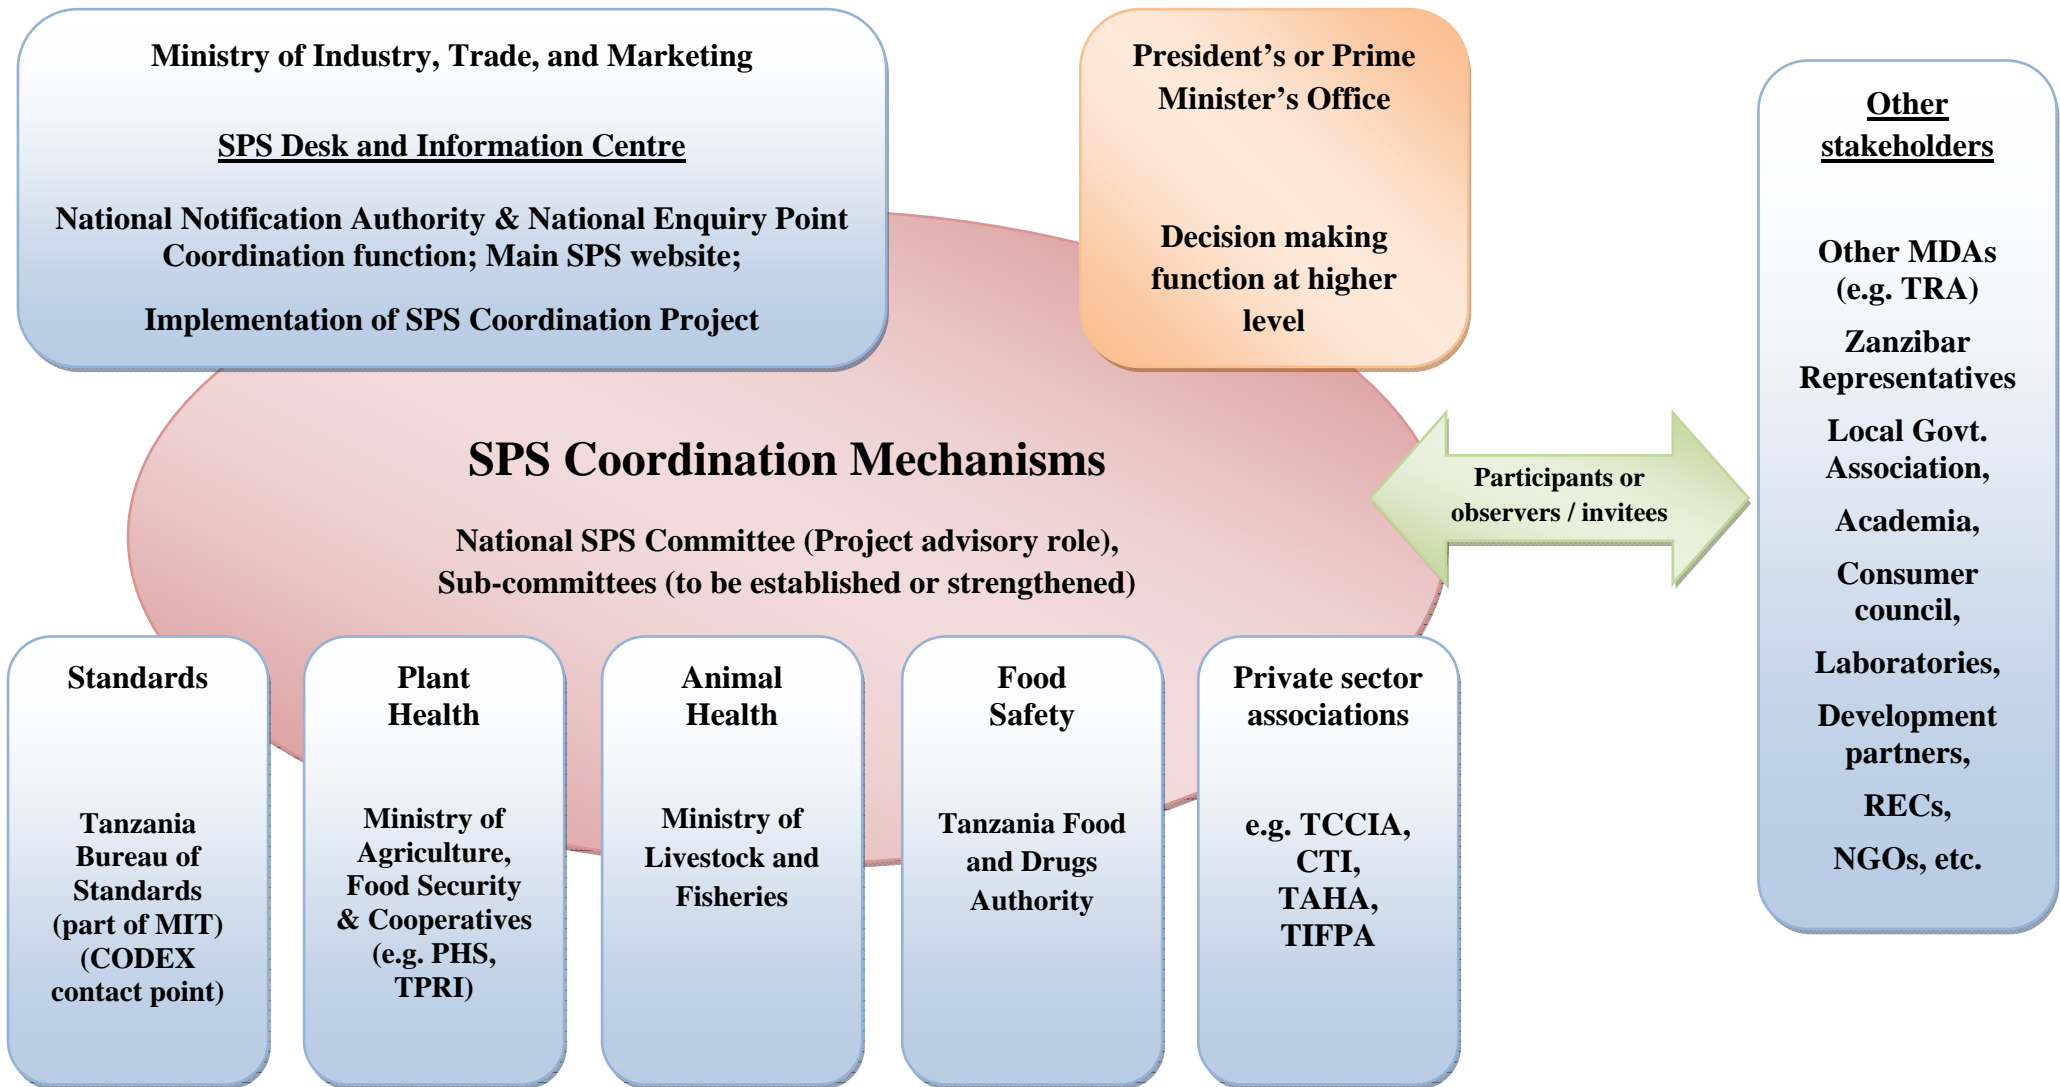 Ministry of Industry, Trade, and Marketing
SPS Desk and Information Centre
National Notification Authority & National Enquiry Point
Coordination function; Main SPS website;
Implementation of SPS Coordination Project
President’s or Prime
Minister’s Office
Decision making
function at higher
level
Other
stakeholders
Other MDAs
(e.g. TRA)
Zanzibar
Representatives
Local Govt.
Association,
Academia,
Consumer
council,
Laboratories,
Development
partners,
RECs,
NGOs, etc.
SPS Coordination Mechanisms
National SPS Committee (Project advisory role),
Sub-committees (to be established or strengthened)
Participants or
observers / invitees
Standards
Tanzania
Bureau of
Standards
(part of MIT)
(CODEX
contact point)
Plant
Health
Ministry of
Agriculture,
Food Security
& Cooperatives
(e.g. PHS,
TPRI)
Animal
Health
Ministry of
Livestock and
Fisheries
Food
Safety
Tanzania Food
and Drugs
Authority
Private sector
associations
e.g. TCCIA,
CTI,
TAHA,
TIFPA